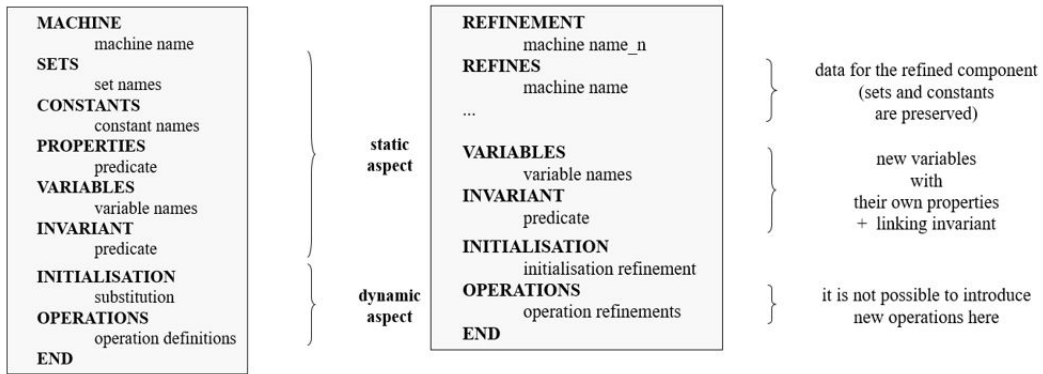 MACHINE
machine name
SETS
set names
CONSTANTS
constant names
PROPERTIES
predicate
VARIABLES
variable names
INVARIANT
predicate
INITIALISATION
substitution
OPERATIONS
operation definitions
END
static
aspect
dynamic
aspect
REFINEMENT
machine name_n
REFINES
machine name
...
VARIABLES
variable names
INVARIANT
predicate
INITIALISATION
initialisation refinement
OPERATIONS
operation refinements
END
data for the refined component
(sets and constants
are preserved)
new variables
with
their own properties
+ linking invariant
it is not possible to introduce
new operations here